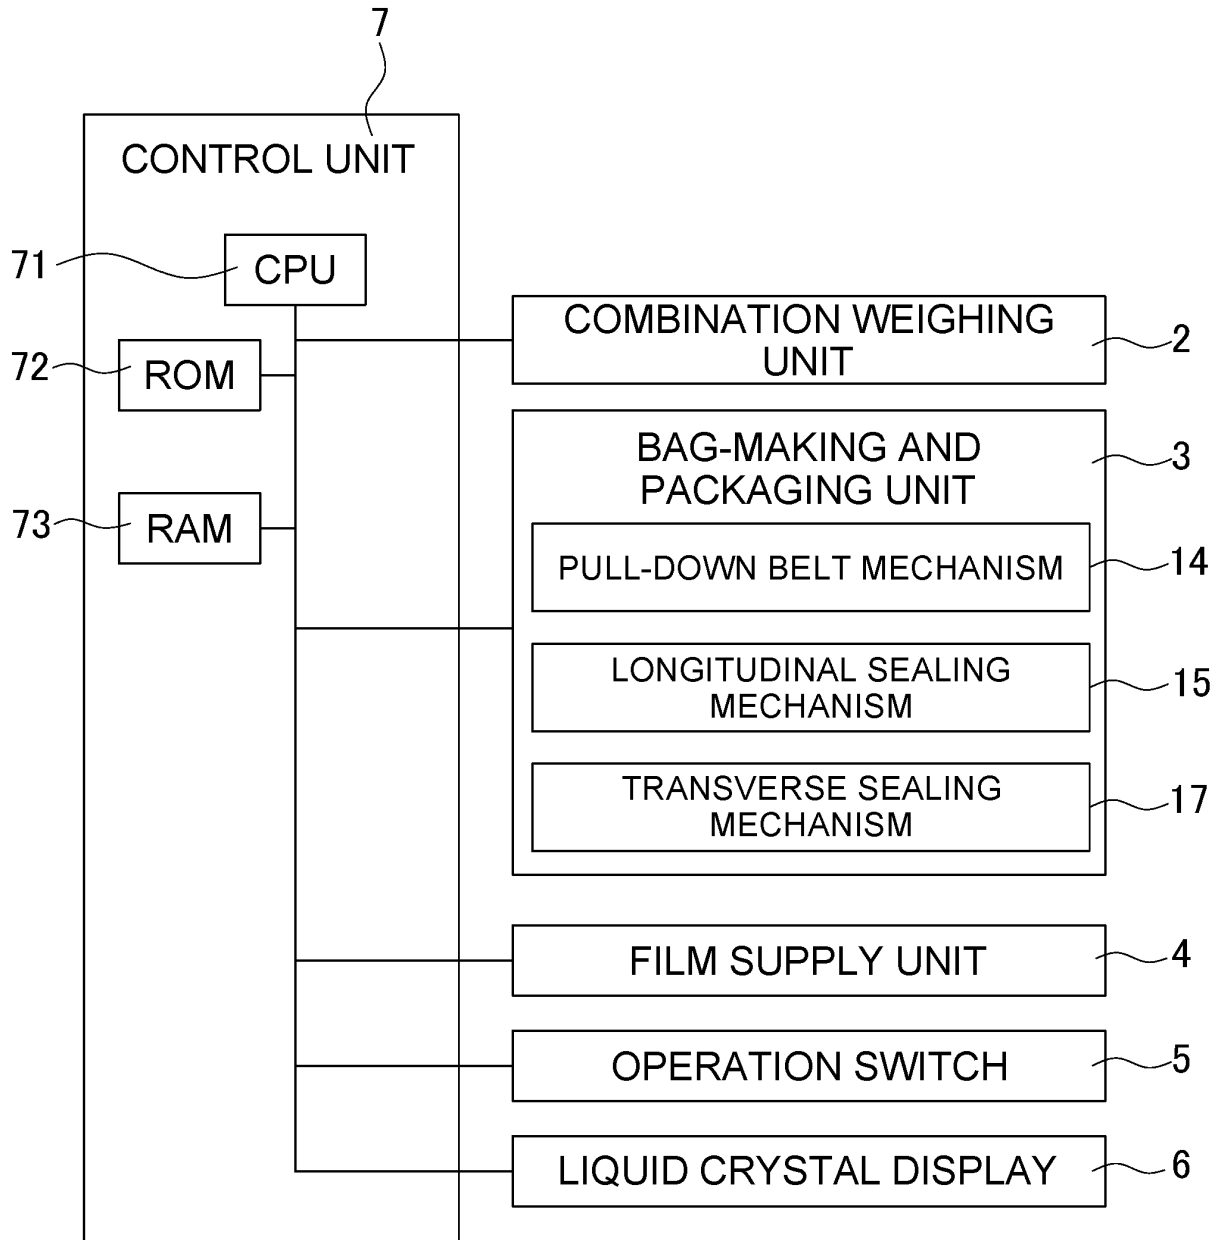 7
CONTROL UNIT
71
CPU
72
ROM
73
RAM
COMBINATION WEIGHING
UNIT
2
BAG-MAKING AND
PACKAGING UNIT
3
PULL-DOWN BELT MECHANISM
14
LONGITUDINAL SEALING
MECHANISM
15
TRANSVERSE SEALING
MECHANISM
17
FILM SUPPLY UNIT
4
OPERATION SWITCH
5
LIQUID CRYSTAL DISPLAY
6